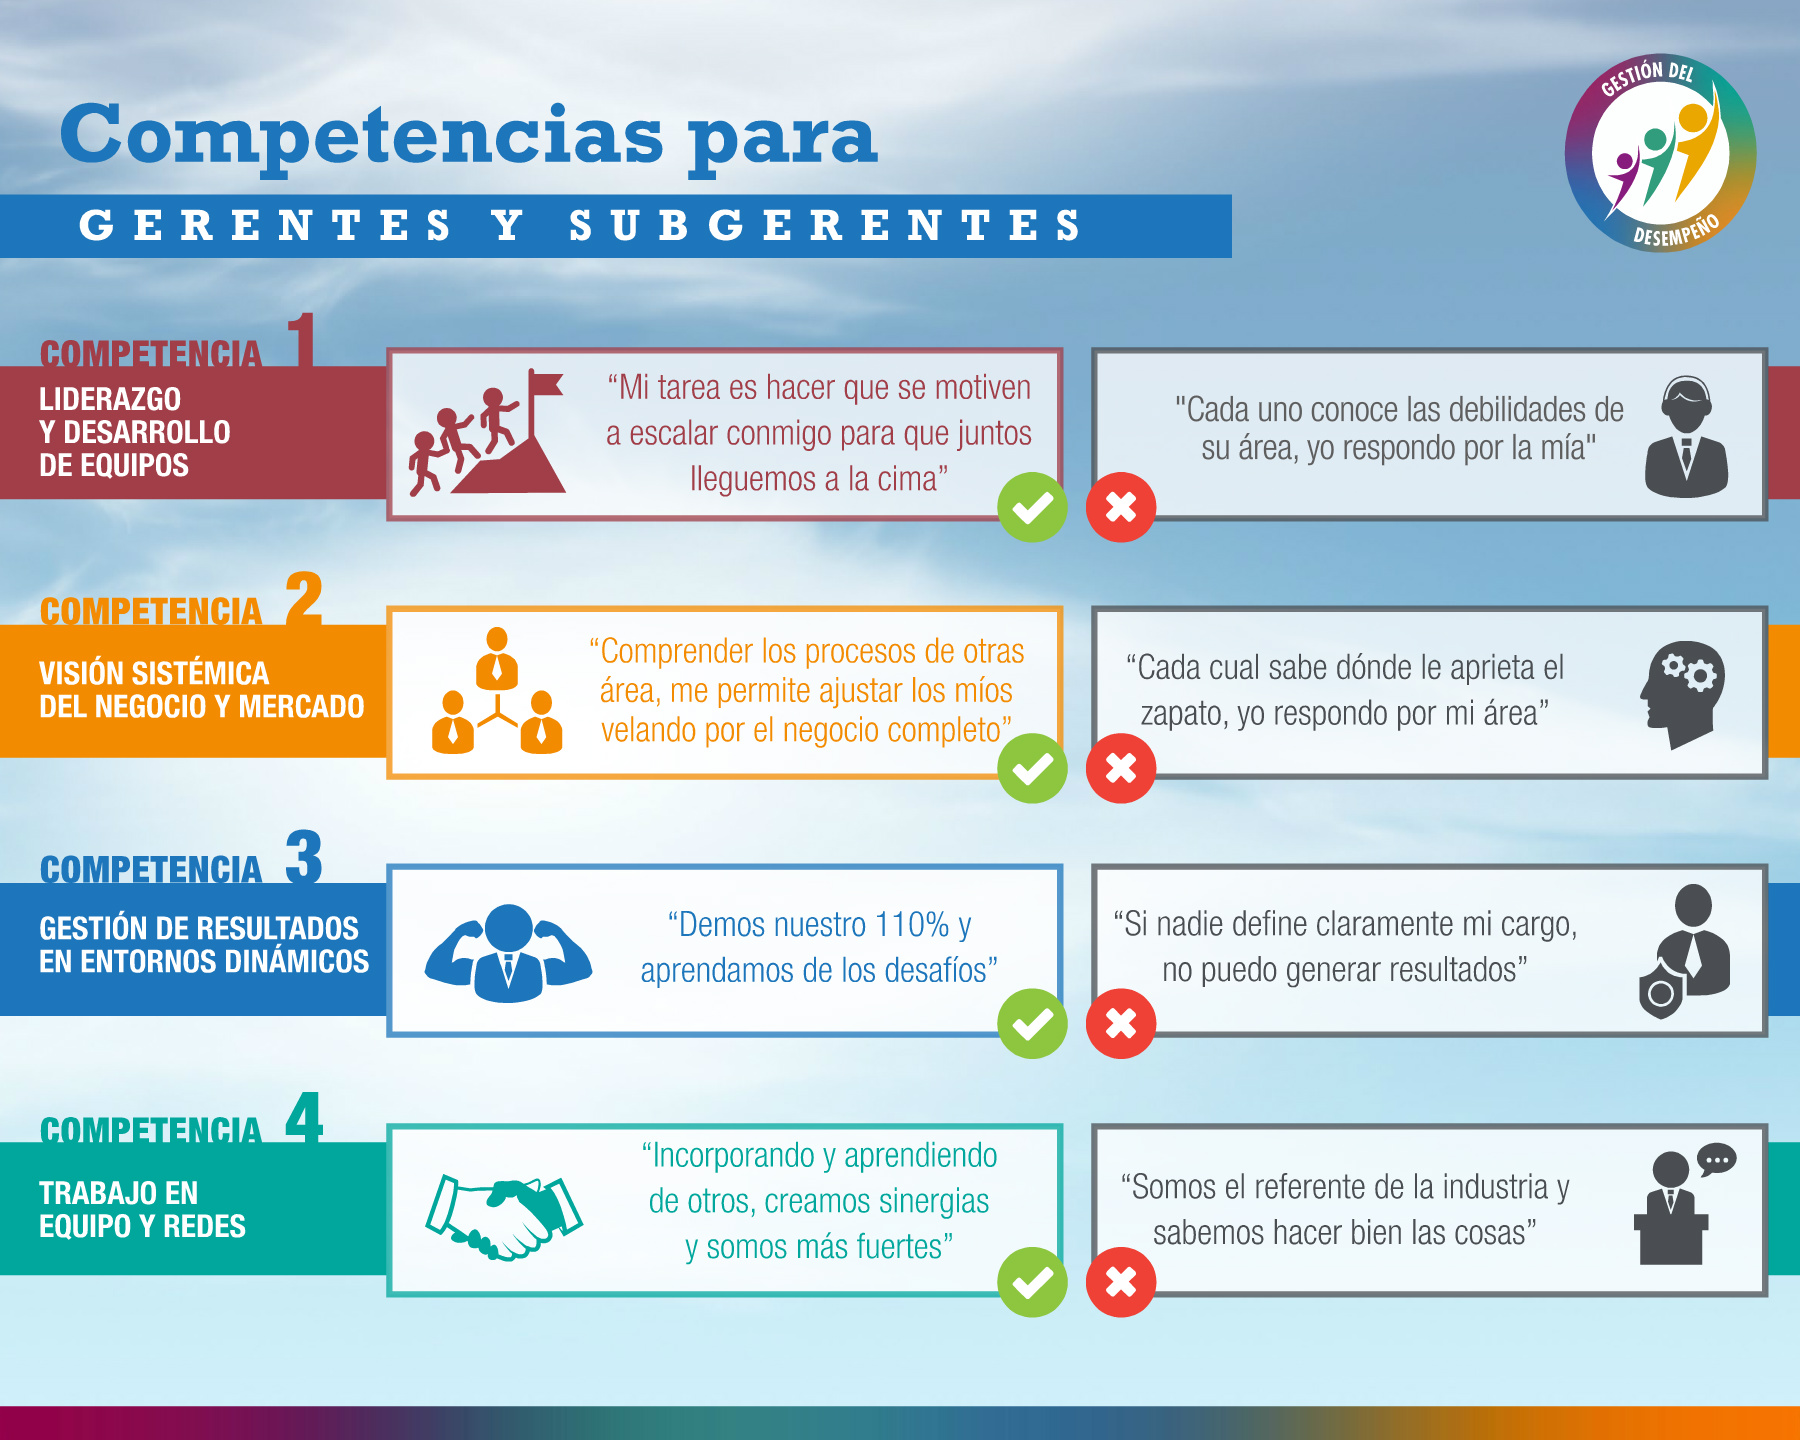 Competencias para
GERENTES Y SUBGERENTES
GESTIÓN DEL
DESEMPEÑO
COMPETENCIA 1
LIDERAZGO
Y DESARROLLO
DE EQUIPOS
“Mi tarea es hacer que se motiven
a escalar conmigo para que juntos
lleguemos a la cima”
"Cada uno conoce las debilidades de
su área, yo respondo por la mía"
COMPETENCIA 2
VISIÓN SISTÉMICA
DEL NEGOCIO Y MERCADO
“Comprender los procesos de otras
área, me permite ajustar los míos
velando por el negocio completo”
“Cada cual sabe dónde le aprieta el
zapato, yo respondo por mi área”
COMPETENCIA 3
GESTIÓN DE RESULTADOS
EN ENTORNOS DINÁMICOS
“Demos nuestro 110% y
aprendamos de los desafíos”
“Si nadie define claramente mi cargo,
no puedo generar resultados”
COMPETENCIA 4
TRABAJO EN
EQUIPO Y REDES
“Incorporando y aprendiendo
de otros, creamos sinergias
y somos más fuertes”
“Somos el referente de la industria y
sabemos hacer bien las cosas”